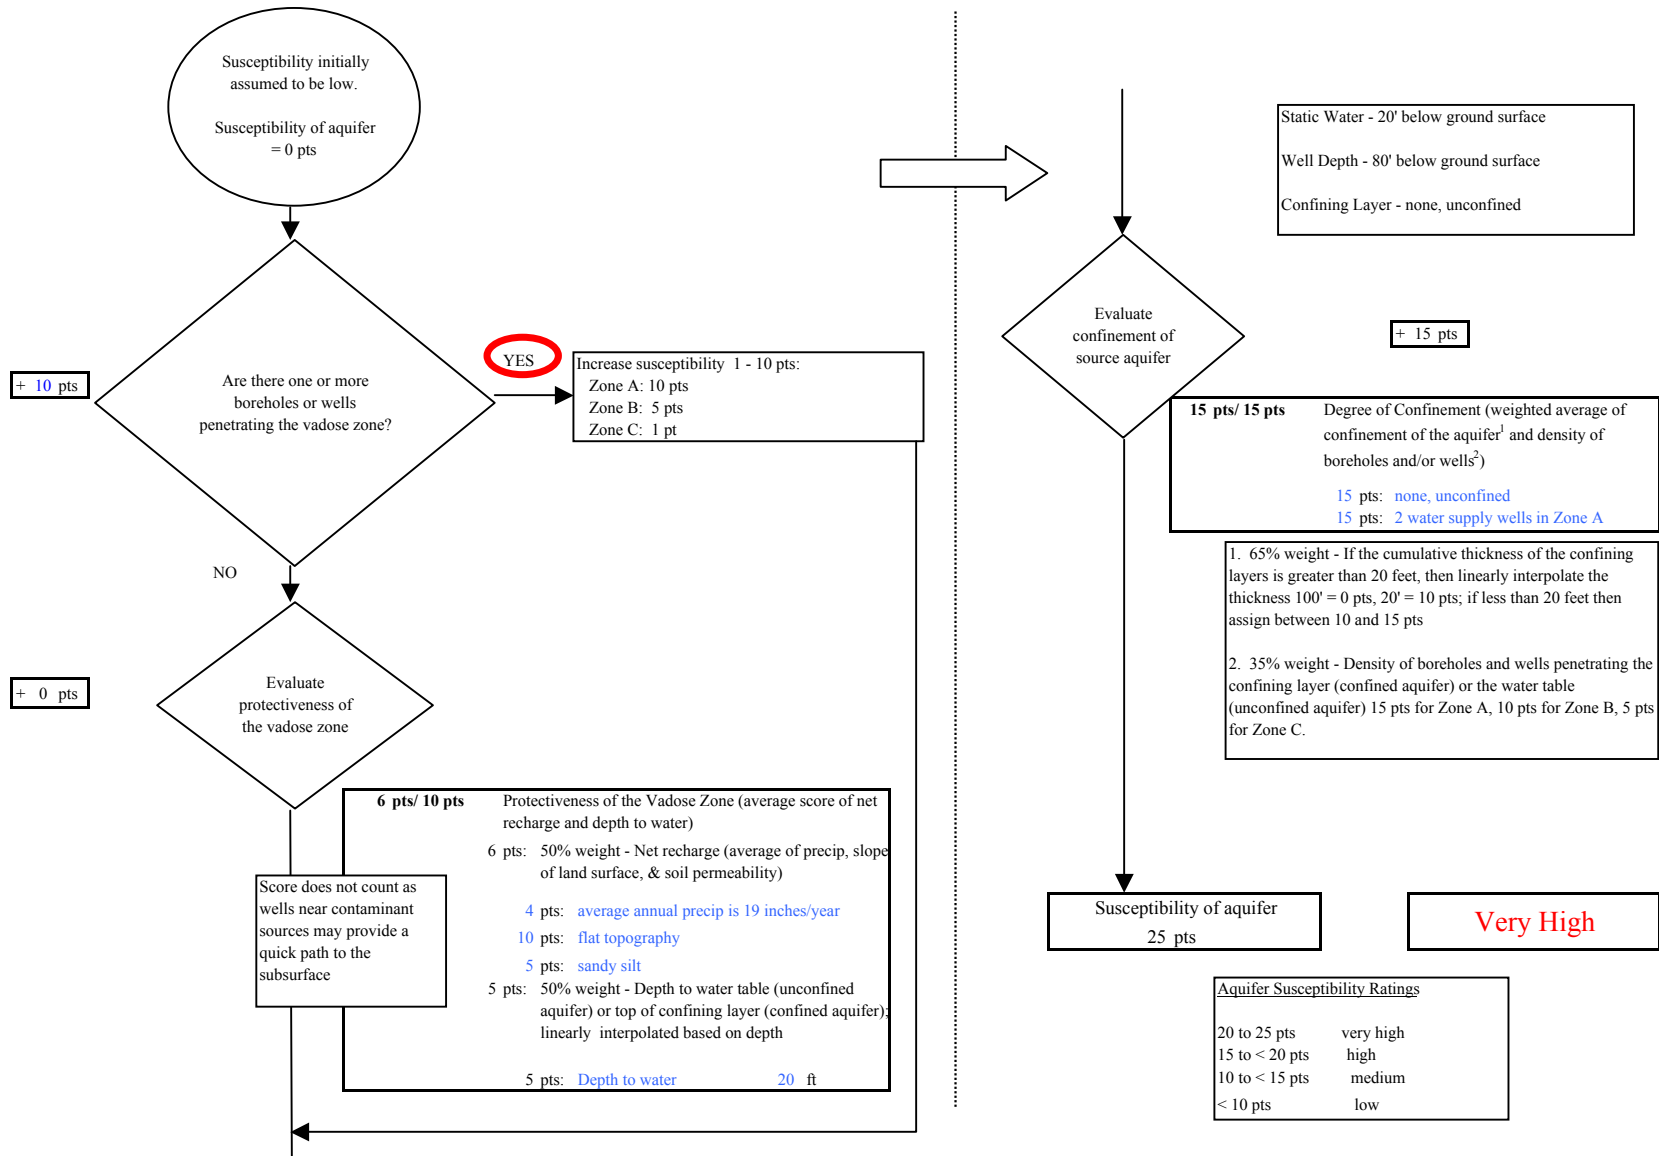 Susceptibility initially
assumed to be low.
Susceptibility of aquifer
= 0 pts
+ 10 pts
Are there one or more
boreholes or wells
penetrating the vadose zone?
YES
Increase susceptibility 1 - 10 pts:
Zone A: 10 pts
Zone B: 5 pts
Zone C: 1 pt
NO
+ 0 pts
Evaluate
protectiveness of
the vadose zone
6 pts/ 10 pts Protectiveness of the Vadose Zone (average score of net
recharge and depth to water)
6 pts: 50% weight - Net recharge (average of precip, slope
of land surface, & soil permeability)
4 pts: average annual precip is 19 inches/year
10 pts: flat topography
5 pts: sandy silt
5 pts: 50% weight - Depth to water table (unconfined
aquifer) or top of confining layer (confined aquifer);
linearly interpolated based on depth
5 pts: Depth to water 20 ft
Score does not count as
wells near contaminant
sources may provide a
quick path to the
subsurface
Static Water - 20' below ground surface
Well Depth - 80' below ground surface
Confining Layer - none, unconfined
Evaluate
confinement of
source aquifer
+ 15 pts
15 pts/ 15 pts Degree of Confinement (weighted average of
confinement of the aquifer1 and density of
boreholes and/or wells2)
15 pts: none, unconfined
15 pts: 2 water supply wells in Zone A
1. 65% weight - If the cumulative thickness of the confining
layers is greater than 20 feet, then linearly interpolate the
thickness 100' = 0 pts, 20' = 10 pts; if less than 20 feet then
assign between 10 and 15 pts
2. 35% weight - Density of boreholes and wells penetrating the
confining layer (confined aquifer) or the water table
(unconfined aquifer) 15 pts for Zone A, 10 pts for Zone B, 5 pts
for Zone C.
Susceptibility of aquifer
25 pts
Very High
Aquifer Susceptibility Ratings
20 to 25 pts very high
15 to < 20 pts high
10 to < 15 pts medium
< 10 pts low